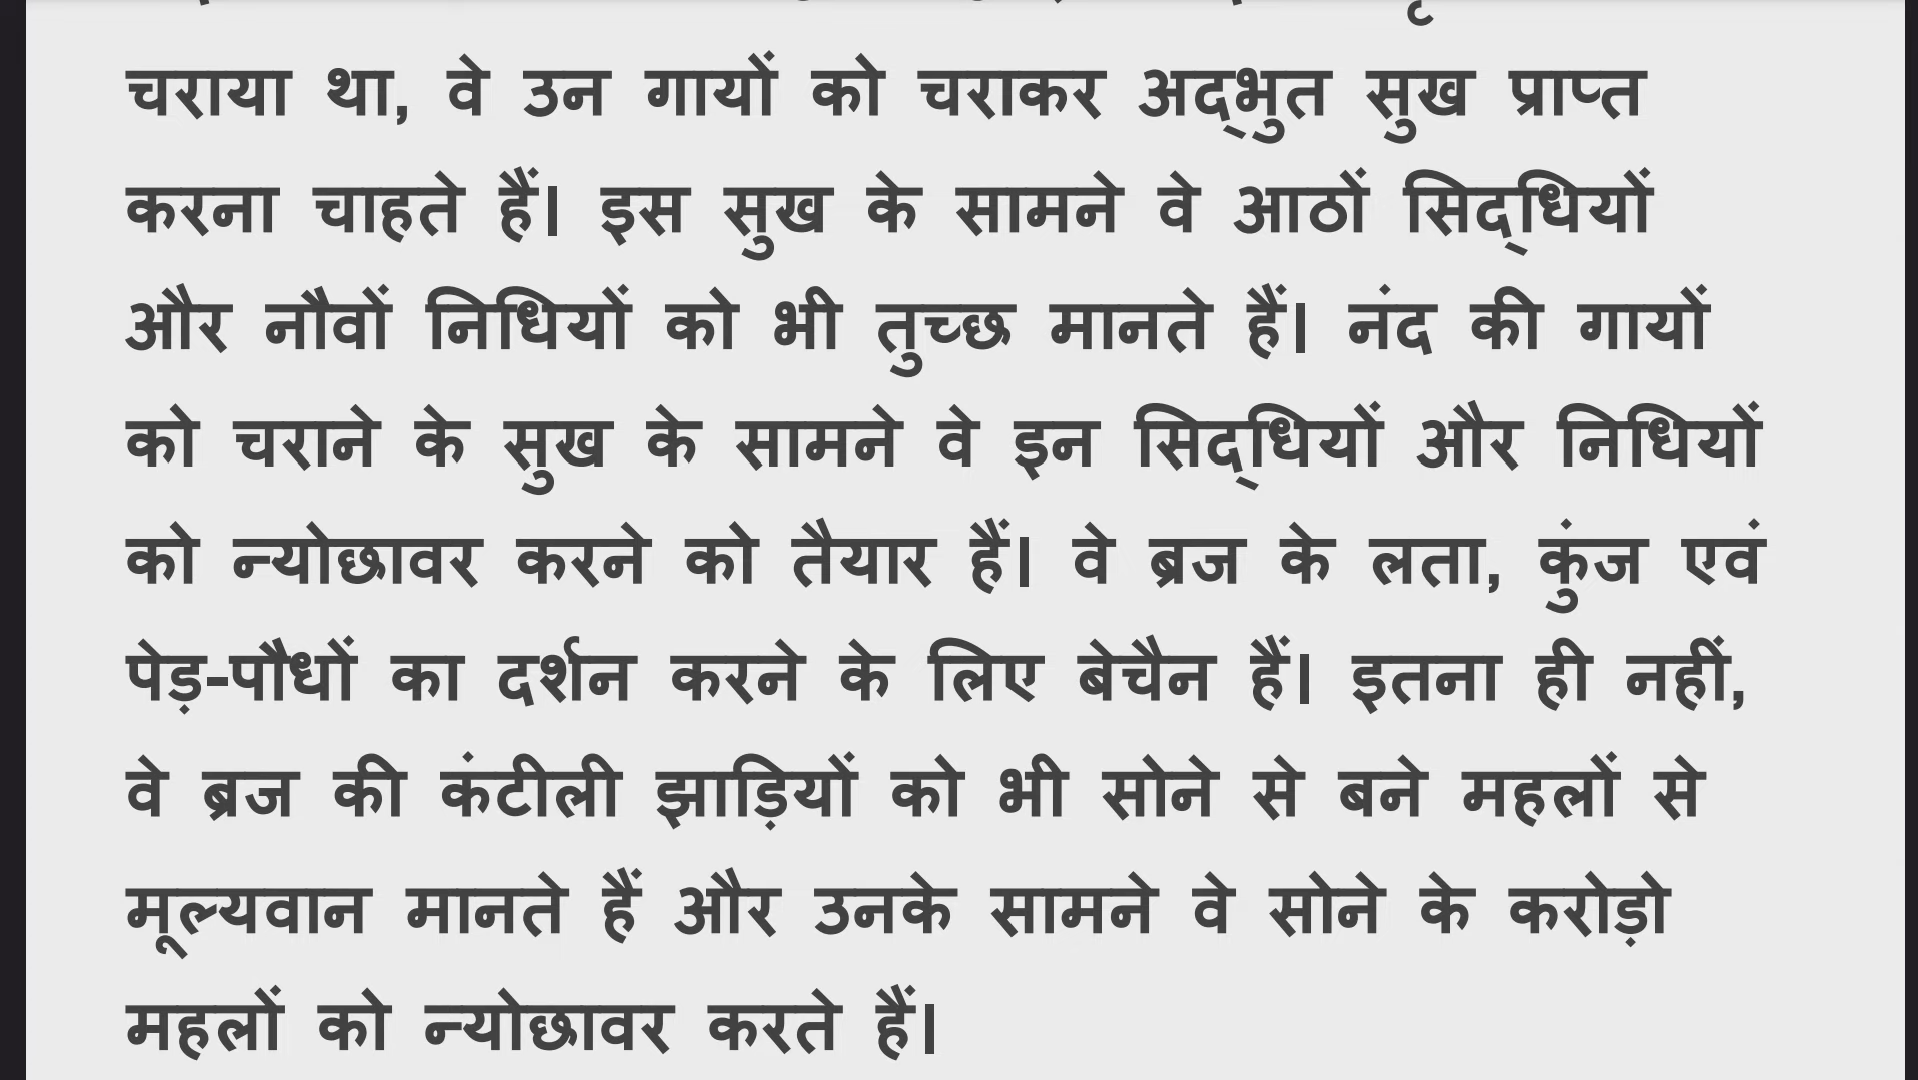 चराया था, वे उन गायों को चराकर अद्‌भुत सुख प्राप्त
करना चाहते हैं। इस सुख के सामने वे आठों सिद्‌धियों
और नौवों निधियों को भी तुच्छ मानते हैं। नंद की गायों
को चराने के सुख के सामने वे इन सिद्‌धियों और निधियों
को न्योछावर करने को तैयार हैं। वे ब्रज के लता, कुंज एवं
पेड़-पौधों का दर्शन करने के लिए बेचैन हैं। इतना ही नहीं,
वे ब्रज की कंटीली झाड़ियों को भी सोने से बने महलों से
मूल्यवान मानते हैं और उनके सामने वे सोने के करोड़ो
महलों को न्योछावर करते हैं।